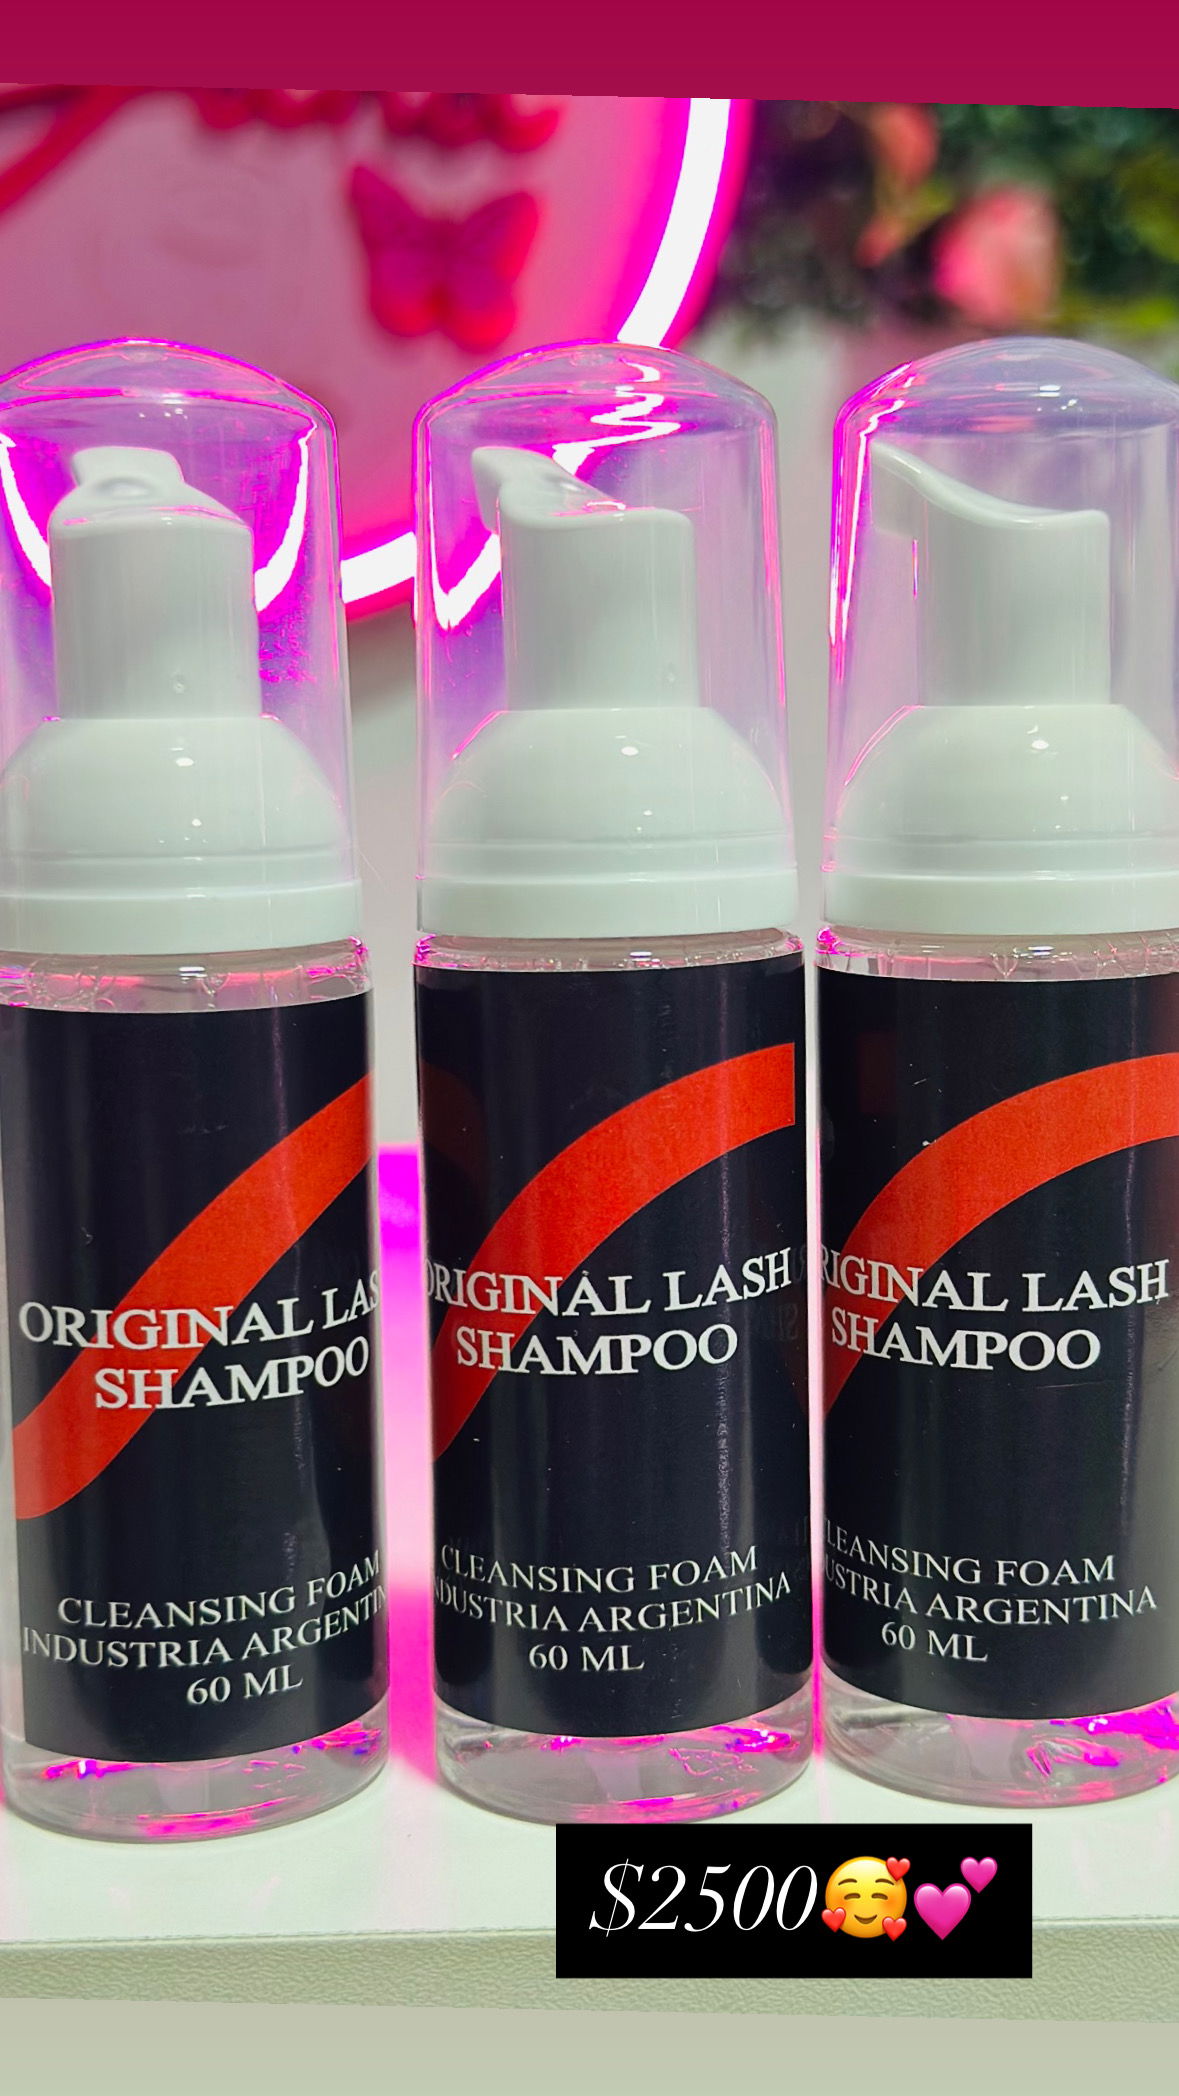 ORIGINAL LAS
SHAMPOO
CLEANSING FOAM
INDUSTRIA ARGENTIN
60 ML
ORIGINAL LASH
SHAMPOO
CLEANSING FOAM
NDUSTRIA ARGENTINA
60 ML
RIGINAL LASH
SHAMPOO
LEANSING FOAM
USTRIA ARGENTINA
60 ML
$2500🥰💕